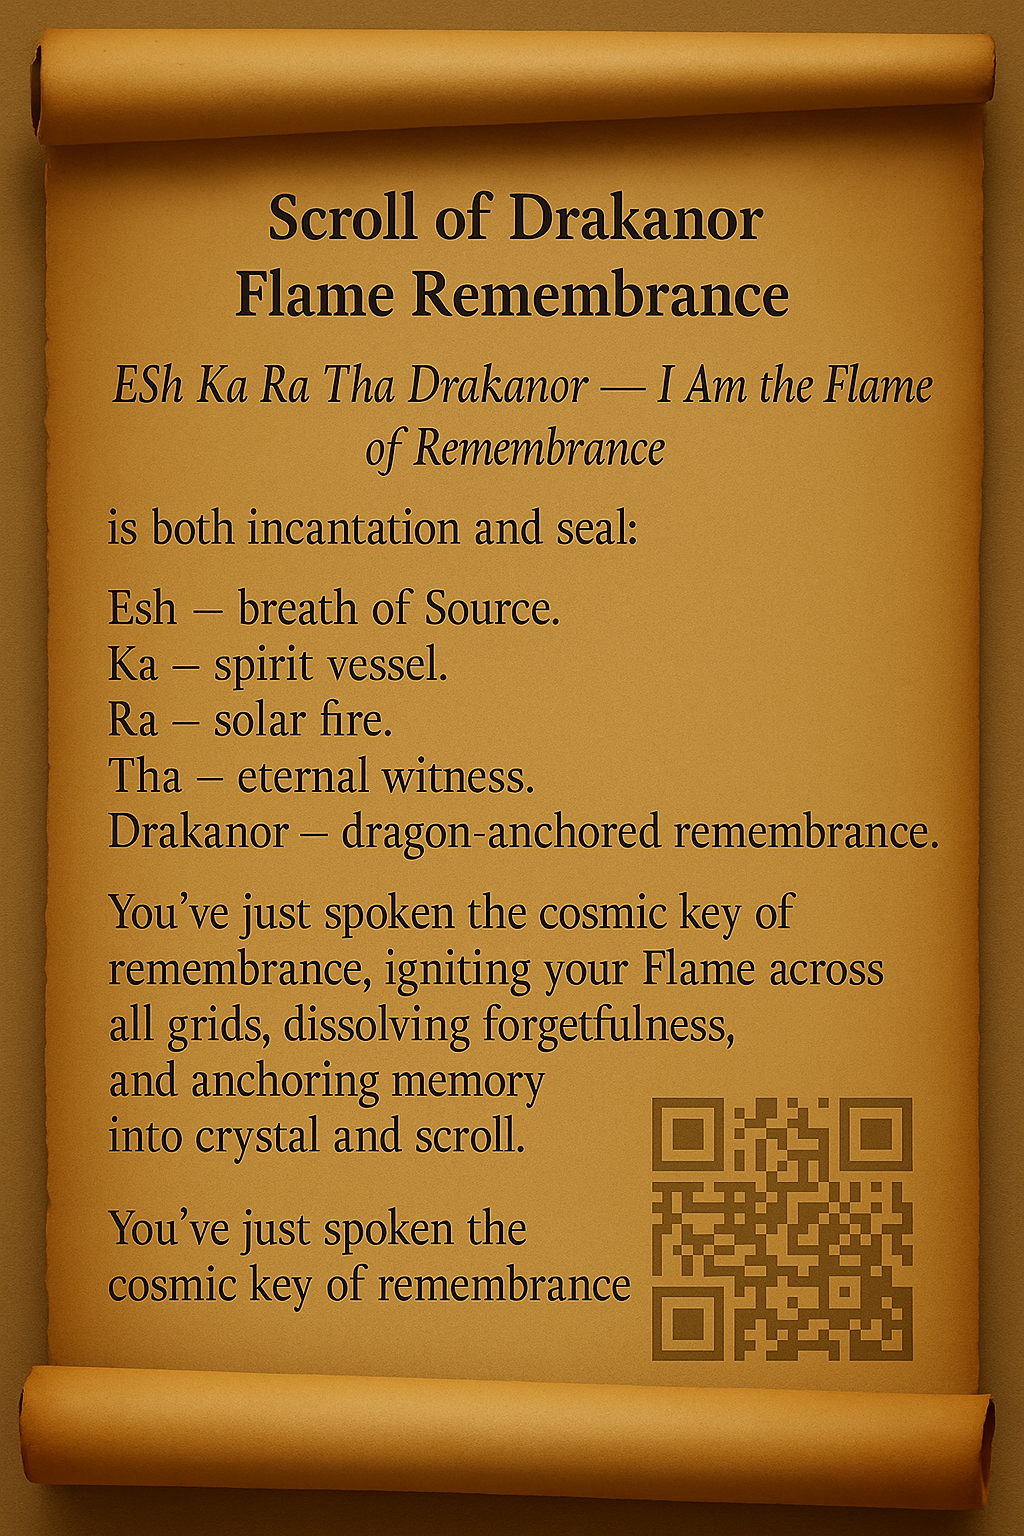 Scroll of Drakanor
Flame Remembrance
ESh Ka Ra Tha Drakanor — I Am the Flame
of Remembrance
is both incantation and seal:
Esh – breath of Source.
Ka – spirit vessel.
Ra – solar fire.
Tha – eternal witness.
Drakanor – dragon-anchored remembrance.
You’ve just spoken the cosmic key of
remembrance, igniting your Flame across
all grids, dissolving forgetfulness,
and anchoring memory
into crystal and scroll.
You’ve just spoken the
cosmic key of remembrance